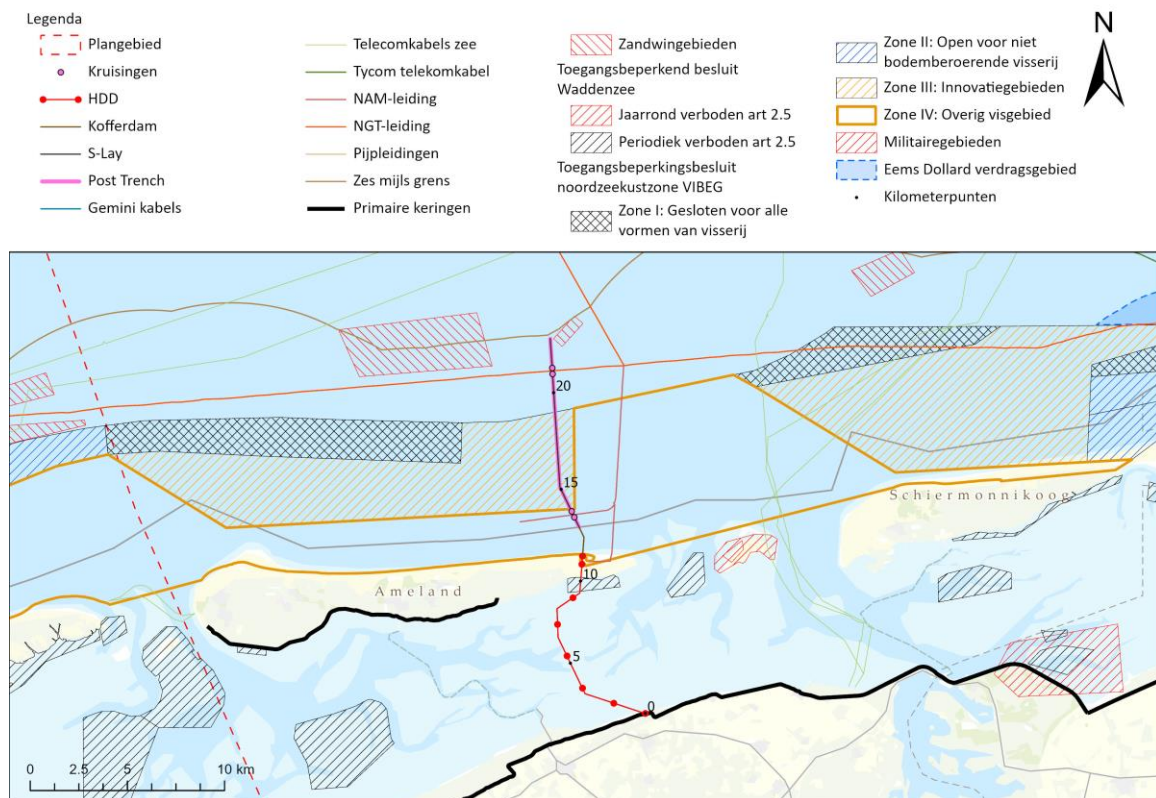 Legenda
Plangebied
Kruisingen
HDD
Kofferdam
S-Lay
Post Trench
Gemini kabels
Telecomkabels zee
Tycom telekomkabel
NAM-leiding
NGT-leiding
Pijpleidingen
Zes mijls grens
Primaire keringen
Zandwingebieden
Toegangsbeperkend besluit
Waddenzee
Jaarrond verboden art 2.5
Periodiek verboden art 2.5
Toegangsbeperkingsbesluit
noordzeekustzone VIBEG
Zone I: Gesloten voor alle
vormen van visserij
Zone II: Open voor niet
bodemberoerende visserij
Zone III: Innovatiegebieden
Zone IV: Overig visgebied
Militairegebieden
Eems Dollard verdragsgebied
Kilometerpunten
N
20
15
Schiermonnikoog
10
Ameland
5
0
0 2.5 5 10 km